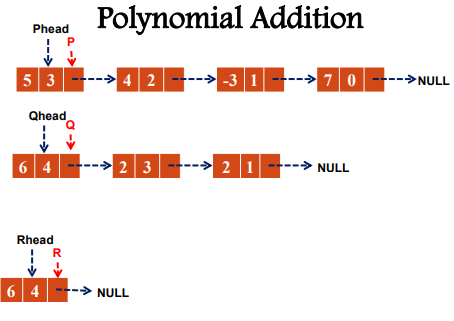 Polynomial Addition
Phead
P
5 3 4 2 -3 1 7 0 NULL
Qhead
Q
6 4 2 3 2 1 NULL
Rhead
R
6 4 NULL